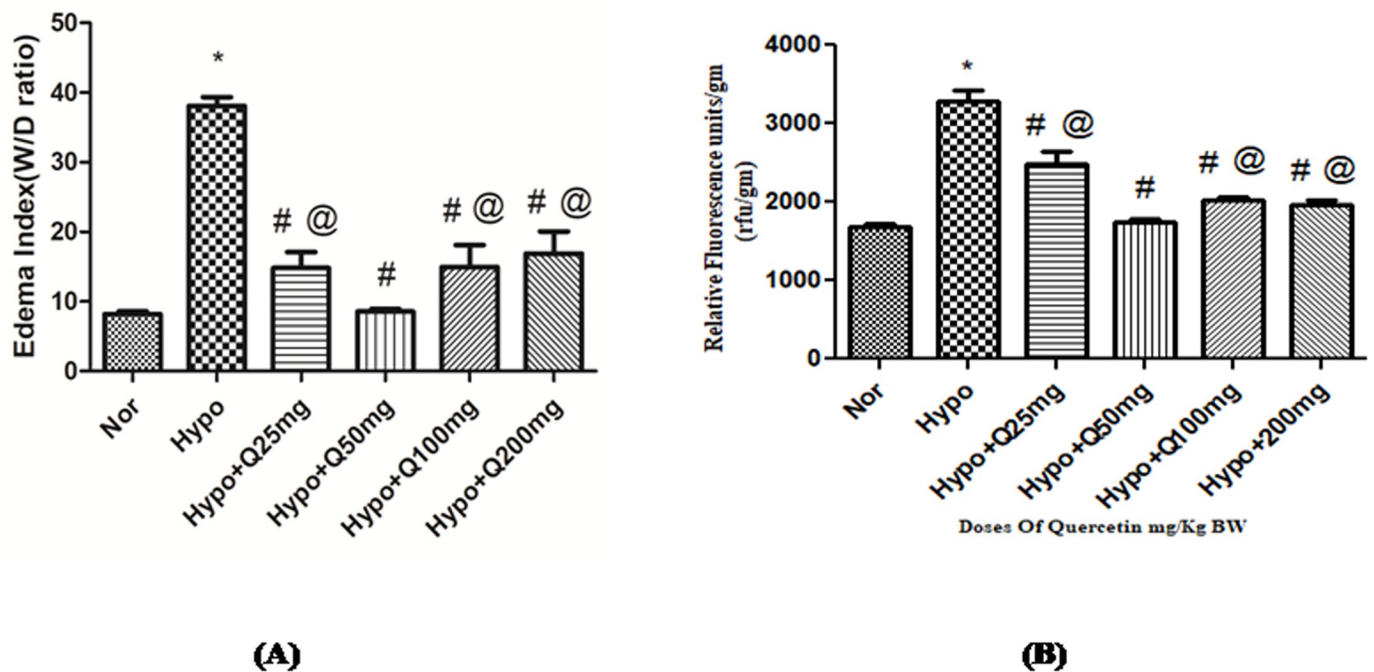 Edema Index(W/D ratio)
50
40
30
20
10
0
*
# @
#
# @
# @
Nor
Hypo
Hypo+Q25mg
Hypo+Q50mg
Hypo+Q100mg
Hypo+Q200mg
(A)
Relative Fluorescence units/gm
(rfu/gm)
4000
3000
2000
1000
0
*
# @
#
# @
# @
Nor
Hypo
Hypo+Q25mg
Hypo+Q50mg
Hypo+Q100mg
Hypo+200mg
Doses Of Quercetin mg/Kg BW
(B)